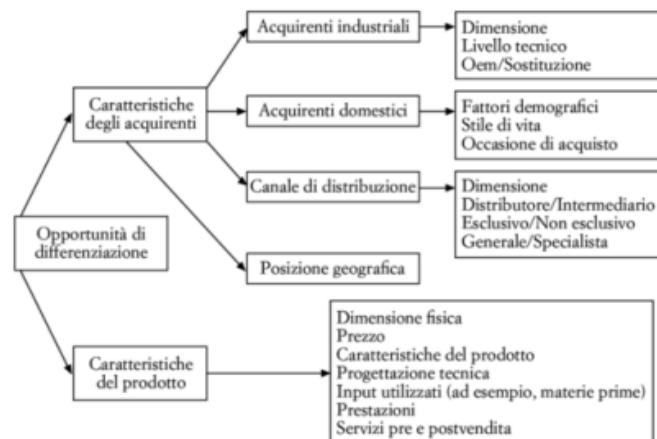 Acquirenti industriali
Dimensione
Livello tecnico
Oem/Sostituzione
Caratteristiche
degli acquirenti
Acquirenti domestici
Fattori demografici
Stile di vita
Occasione di acquisto
Canale di distribuzione
Dimensione
Distributore/Intermediario
Esclusivo/Non esclusivo
Generale/Specialista
Opportunità di
differenziazione
Posizione geografica
Caratteristiche
del prodotto
Dimensione fisica
Prezzo
Caratteristiche del prodotto
Progettazione tecnica
Input utilizzati (ad esempio, materie prime)
Prestazioni
Servizi pre e postvendita